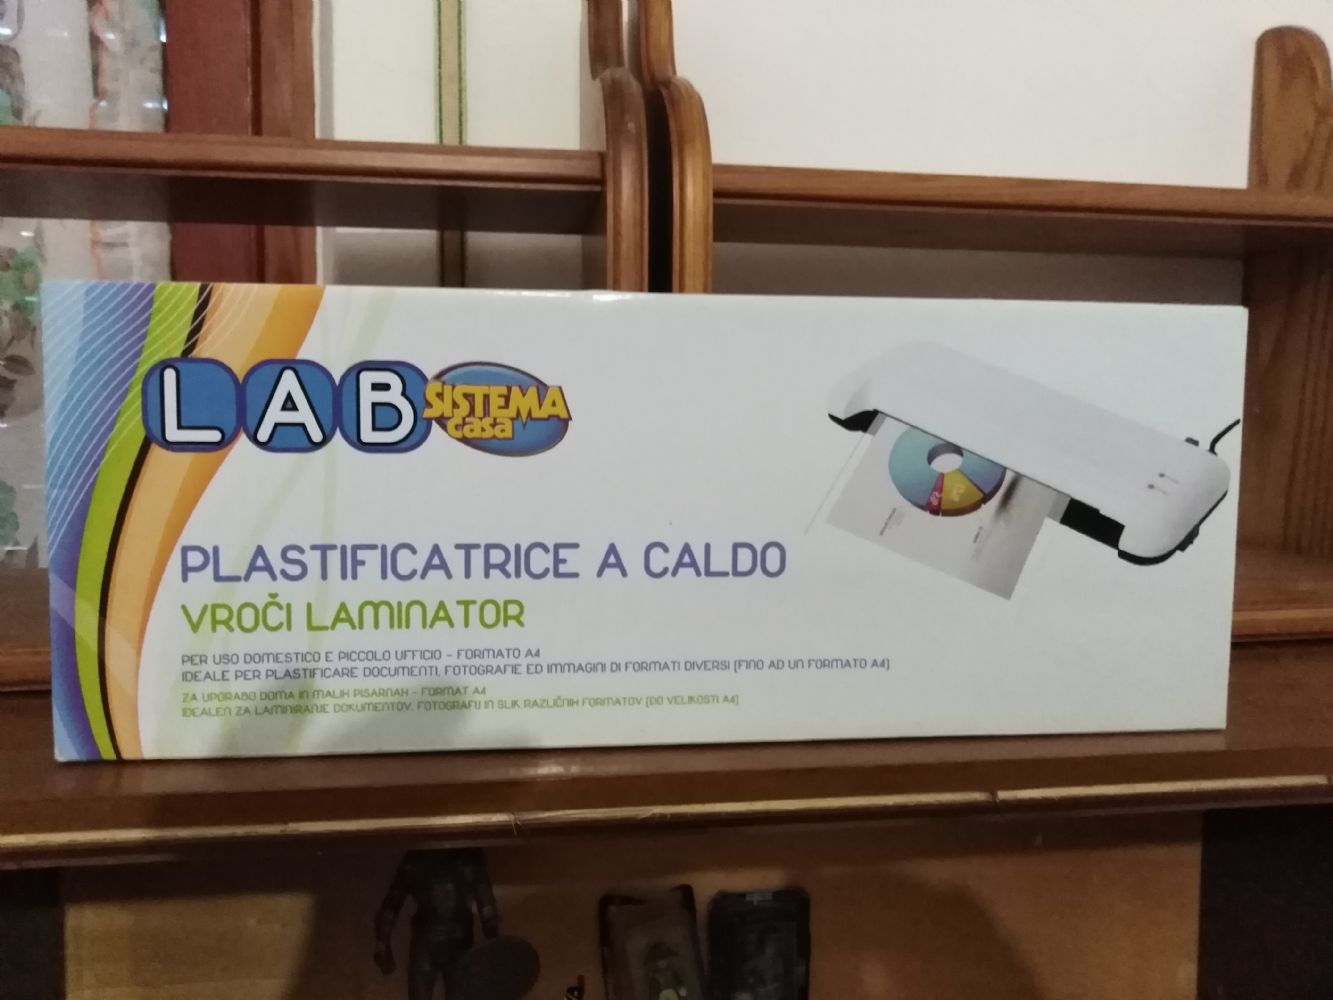 LAB SISTEMA
casa
PLASTIFICATRICE A CALDO
VROČI LAMINATOR
PER USO DOMESTICO E PICCOLO UFFICIO - FORMATO A4
IDEALE PER PLASTIFICARE DOCUMENTI, FOTOGRAFIE ED IMMAGINI DI FORMATI DIVERSI (FINO AD UN FORMATO A4)
ZA UPORABO DOMA IN MALIH PISARNAH - FORMAT A4
IDEALEN ZA LAMINIRANJE DOKUMENTOV, FOTOGRAFIJ IN SLIK RAZLIČNIH FORMATOV (DO VELIKOSTI A4)